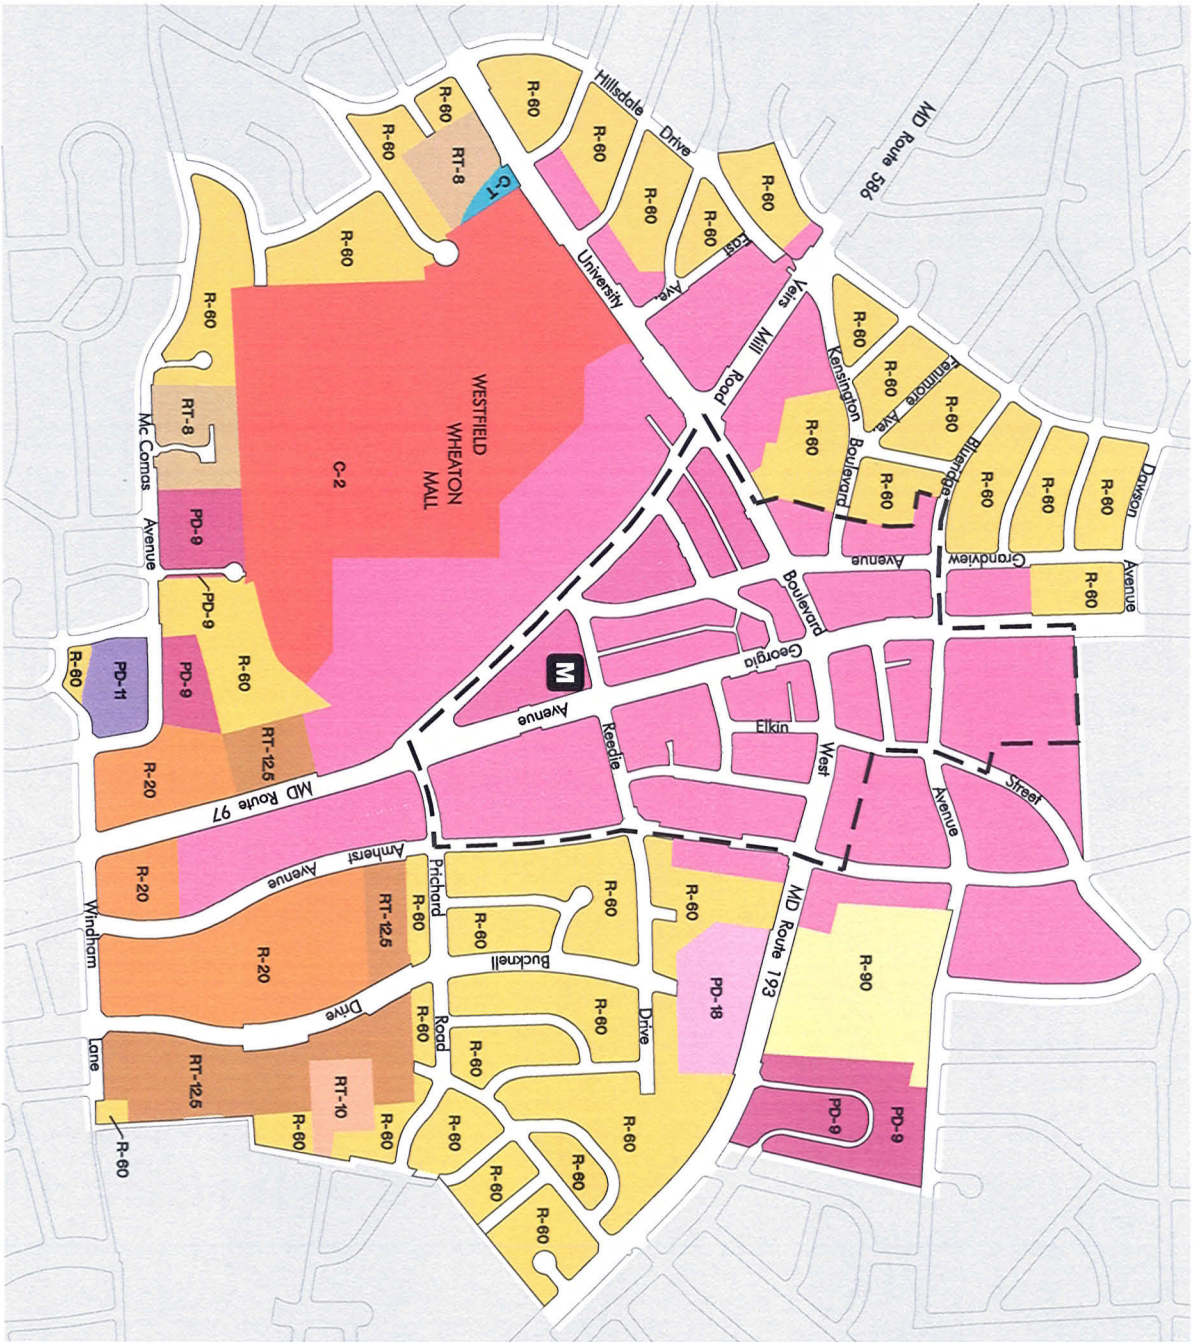 MD Route 586
Hillsdale
Drive
R-60
R-60
R-60
R-60
R-60
R-60
R-60
RT-8
C-T
R-60
East
Ave.
University
Veirs
Mill
Road
R-60
Kensington
Boulevard
R-60
Fenimore
Ave.
R-60
Blueridge
R-60
R-60
R-60
R-60
R-60
Dawson
Avenue
R-60
Grandview
Avenue
R-60
R-60
RT-8
Mc Comas
Avenue
PD-9
PD-9
WESTFIELD
WHEATON
MALL
C-2
Boulevard
Georgia
Avenue
M
Reedie
Elkin
West
Street
Avenue
R-60
PD-11
PD-9
R-60
RT-12.5
R-20
MD Route 97
R-20
Amherst
Avenue
Windham
R-20
RT-12.5
R-60
Prichard
R-60
R-60
R-60
Bucknell
Drive
PD-18
MD Route 193
R-90
Drive
R-60
Road
R-60
R-60
Lane
RT-12.5
RT-10
R-60
R-60
R-60
R-60
R-60
R-60
R-60
R-60
PD-9
PD-9